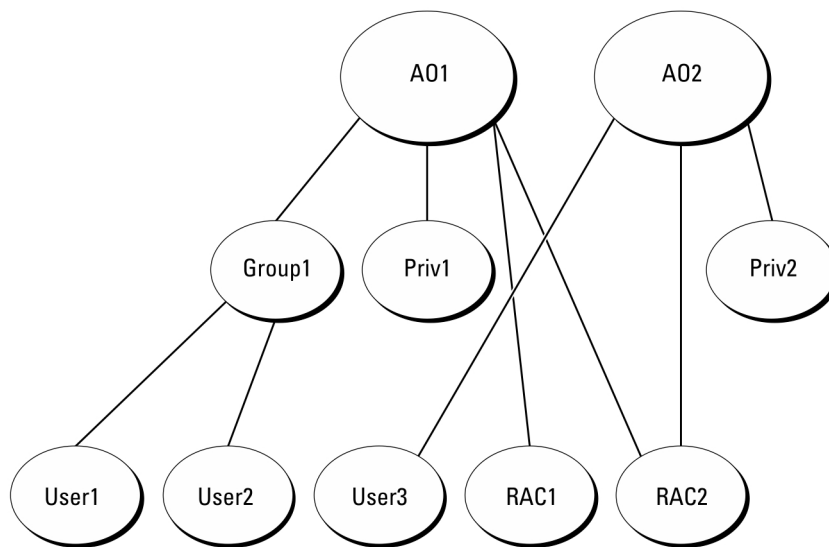 AO1
AO2
Group1
Priv1
Priv2
User1
User2
User3
RAC1
RAC2